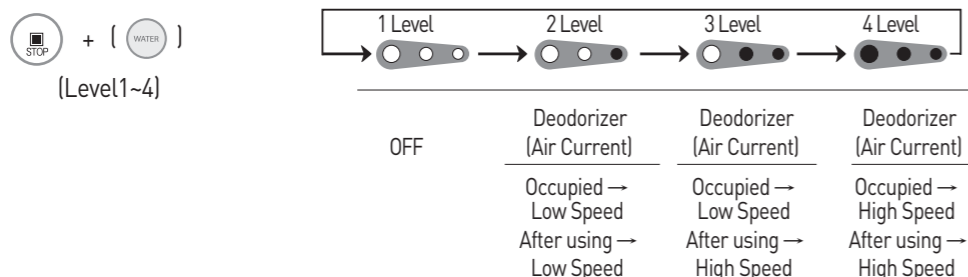 STOP + ( WATER )
(Level1~4)
1 Level 2 Level 3 Level 4 Level
OFF
Deodorizer
(Air Current)
Occupied →
Low Speed
After using →
Low Speed
Deodorizer
(Air Current)
Occupied →
Low Speed
After using →
High Speed
Deodorizer
(Air Current)
Occupied →
High Speed
After using →
High Speed